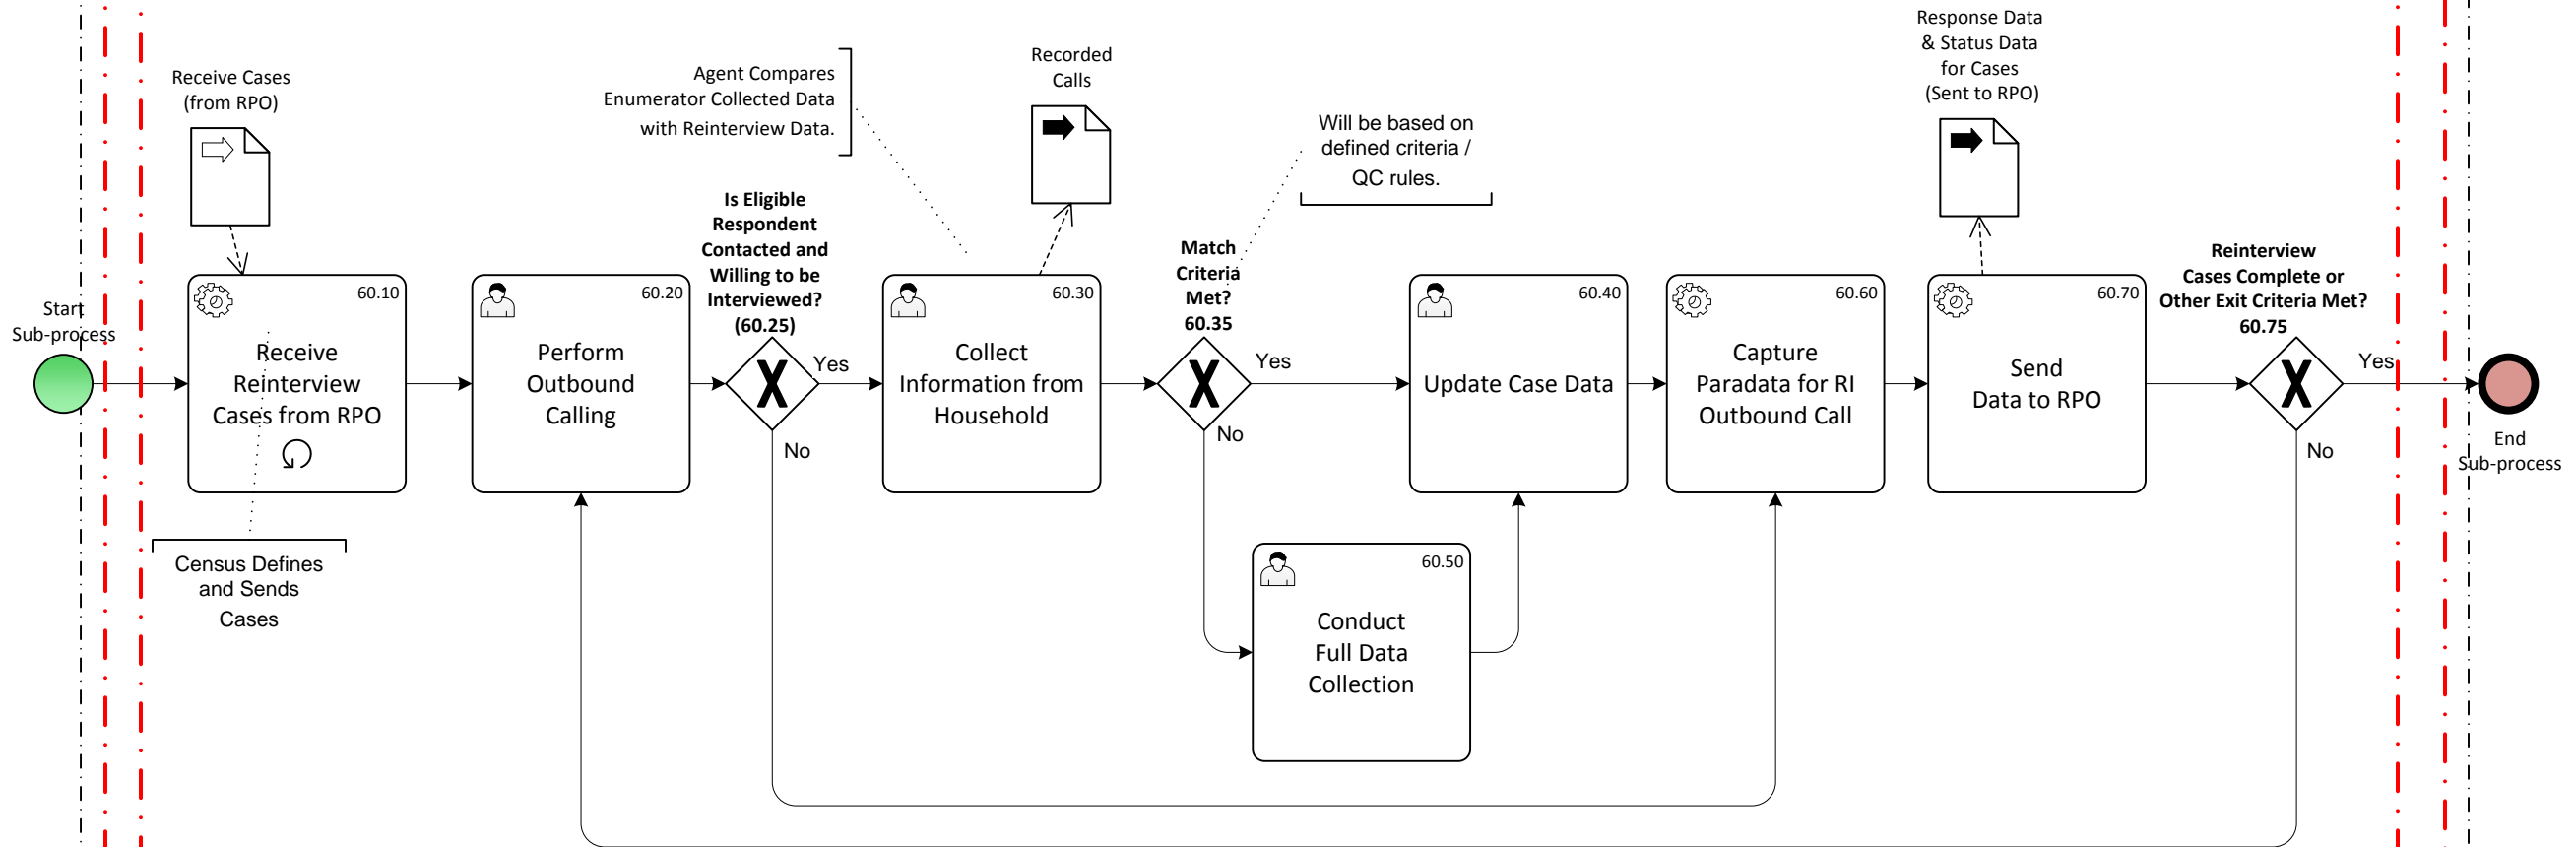 Start
Sub-process
Receive Cases
(from RPO)
60.10
Receive
Reinterview
Cases from RPO
Census Defines
and Sends
Cases
60.20
Perform
Outbound
Calling
Is Eligible
Respondent
Contacted and
Willing to be
Interviewed?
(60.25)
X
Yes
No
Agent Compares
Enumerator Collected Data
with Reinterview Data.
60.30
Collect
Information from
Household
Recorded
Calls
Match
Criteria
Met?
60.35
X
Yes
No
Will be based on
defined criteria /
QC rules.
60.40
Update Case Data
60.50
Conduct
Full Data
Collection
60.60
Capture
Paradata for RI
Outbound Call
Response Data
& Status Data
for Cases
(Sent to RPO)
60.70
Send
Data to RPO
Reinterview
Cases Complete or
Other Exit Criteria Met?
60.75
X
Yes
No
End
Sub-process